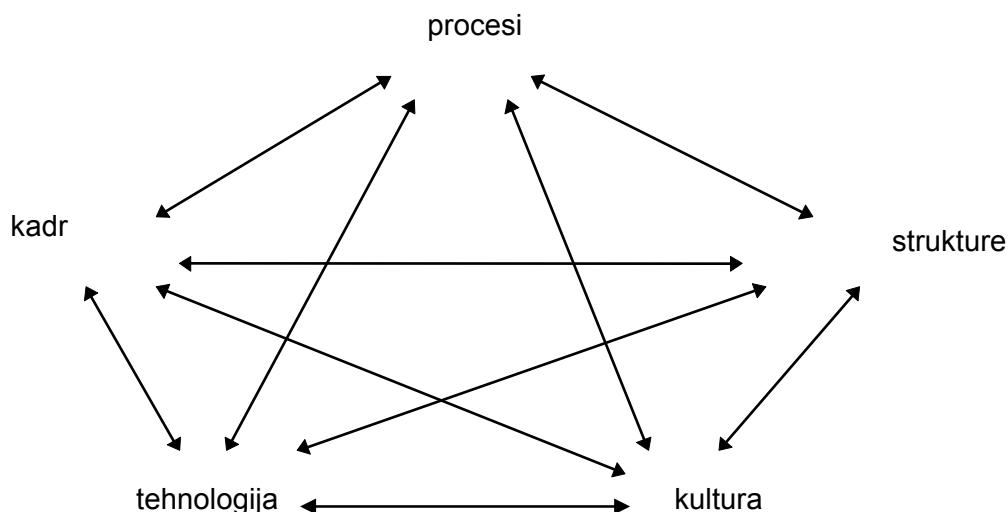 procesi
kadr
strukture
tehnologija
kultura